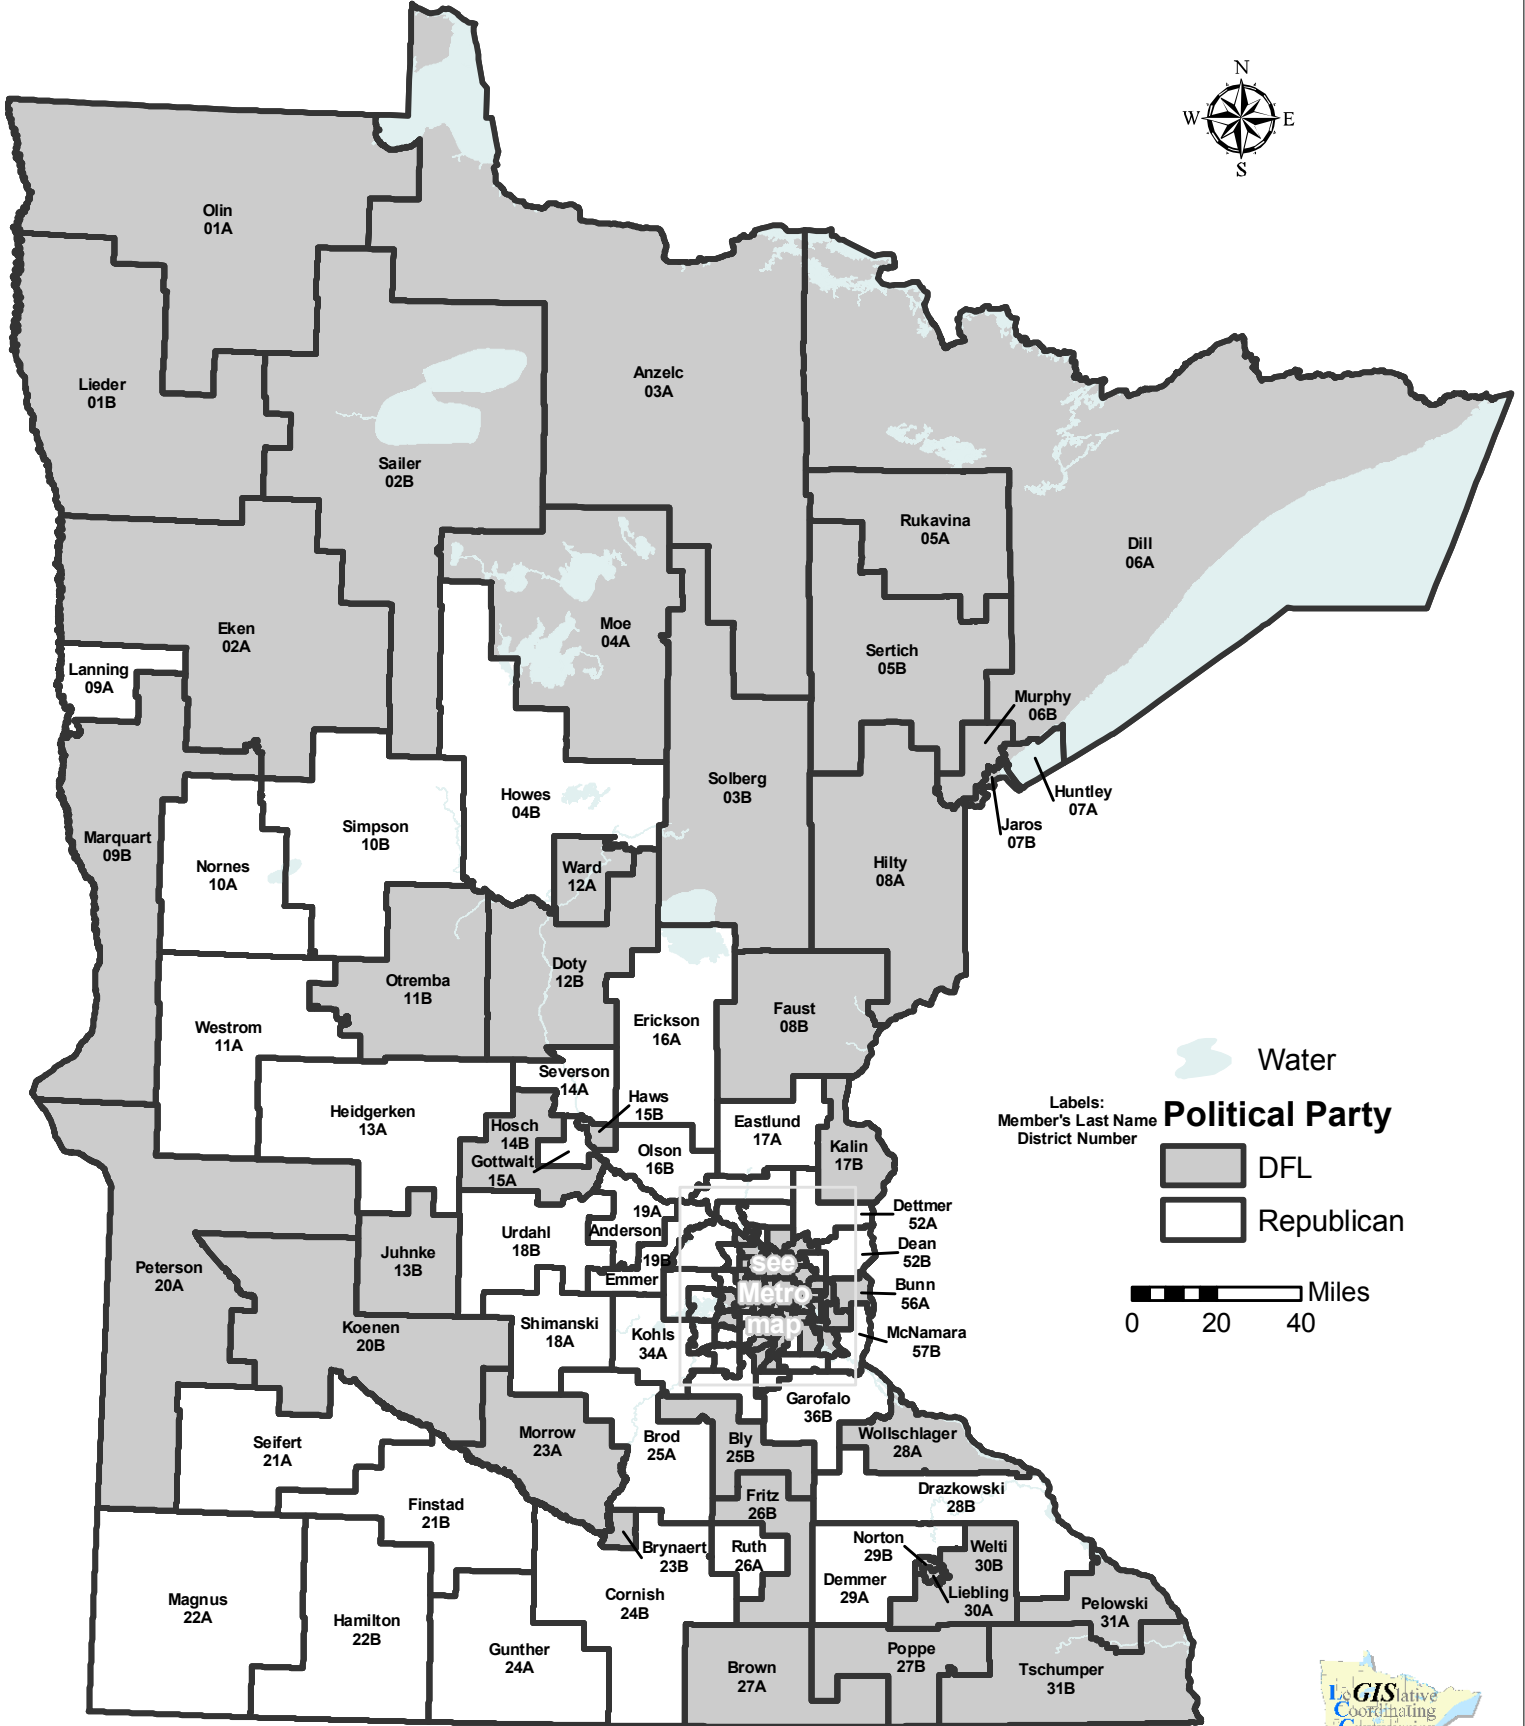 N
W E
S
Olin
01A
Lieder
01B
Anzelc
03A
Sailer
02B
Rukavina
05A
Dill
06A
Eken
02A
Moe
04A
Sertich
05B
Lanning
09A
Murphy
06B
Solberg
03B
Huntley
07A
Howes
04B
Jaros
07B
Simpson
10B
Marquart
09B
Nornes
10A
Ward
12A
Hilty
08A
Otremba
11B
Doty
12B
Faust
08B
Erickson
16A
Westrom
11A
Severson
14A
Haws
15B
Heidgerken
13A
Hosch
14B
Eastlund
17A
Kalin
17B
Olson
16B
Gottwalt
15A
19A
Anderson
Urdahl
18B
19B
Emmer
Dettmer
52A
Dean
52B
Bunn
56A
McNamara
57B
see
Metro
map
Juhnke
13B
Peterson
20A
Koenen
20B
Shimanski
18A
Kohls
34A
Garofalo
36B
Seifert
21A
Morrow
23A
Brod
25A
Bly
25B
Wollschlager
28A
Finstad
21B
Fritz
26B
Drazkowski
28B
Brynaert
23B
Ruth
26A
Norton
29B
Welti
30B
Demmer
29A
Liebling
30A
Cornish
24B
Magnus
22A
Hamilton
22B
Gunther
24A
Pelowski
31A
Brown
27A
Poppe
27B
Tschumper
31B
Water
Labels:
Member's Last Name
District Number
Political Party
DFL
Republican
Miles
0 20 40
LeGISlative
Coordinating